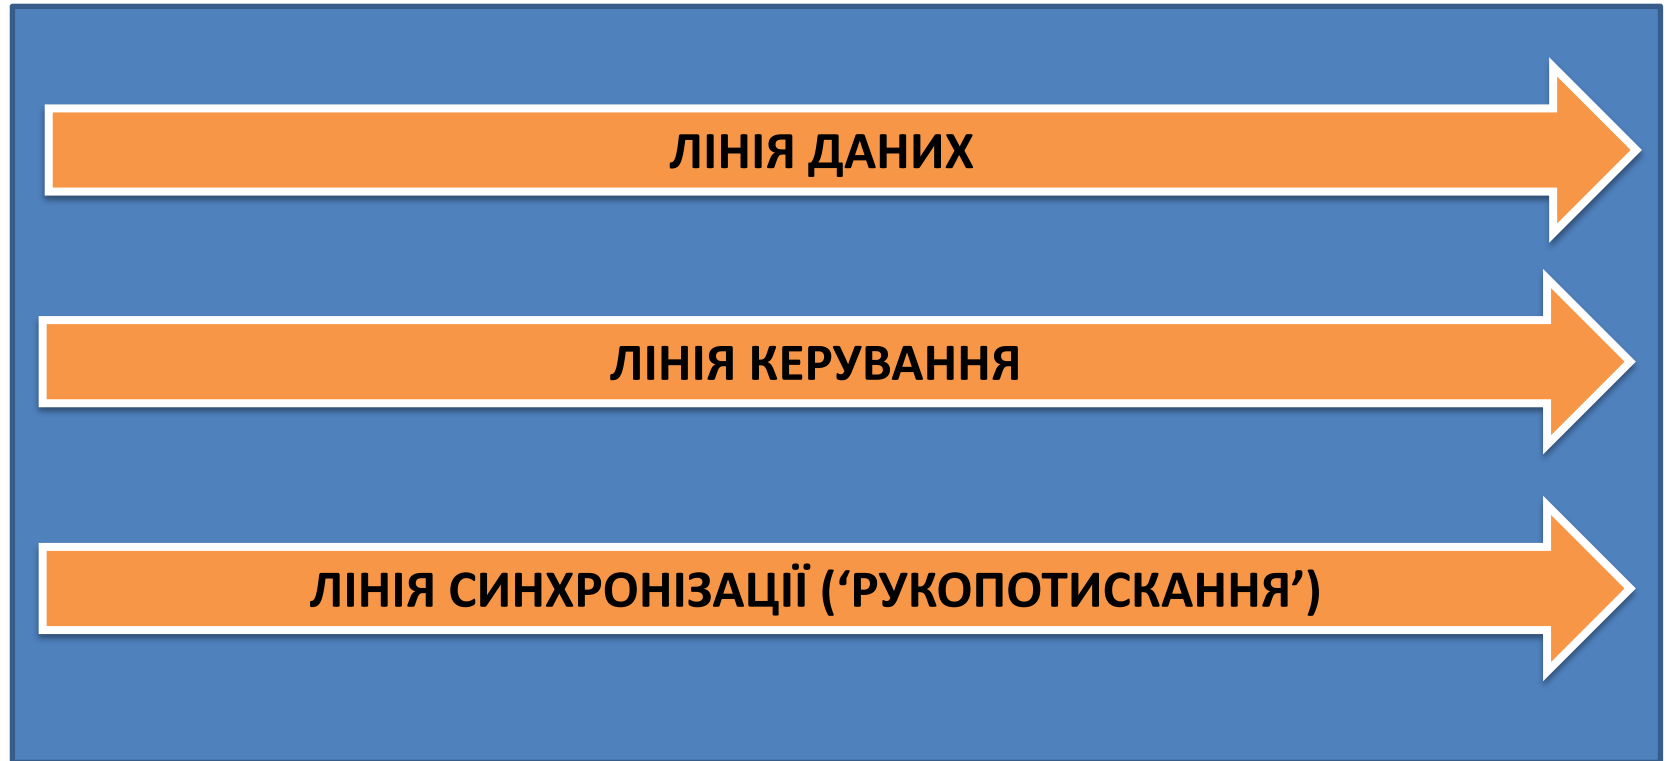 ЛІНІЯ ДАНИХ
ЛІНІЯ КЕРУВАННЯ
ЛІНІЯ СИНХРОНІЗАЦІЇ (‘РУКОПОТИСКАННЯ’)